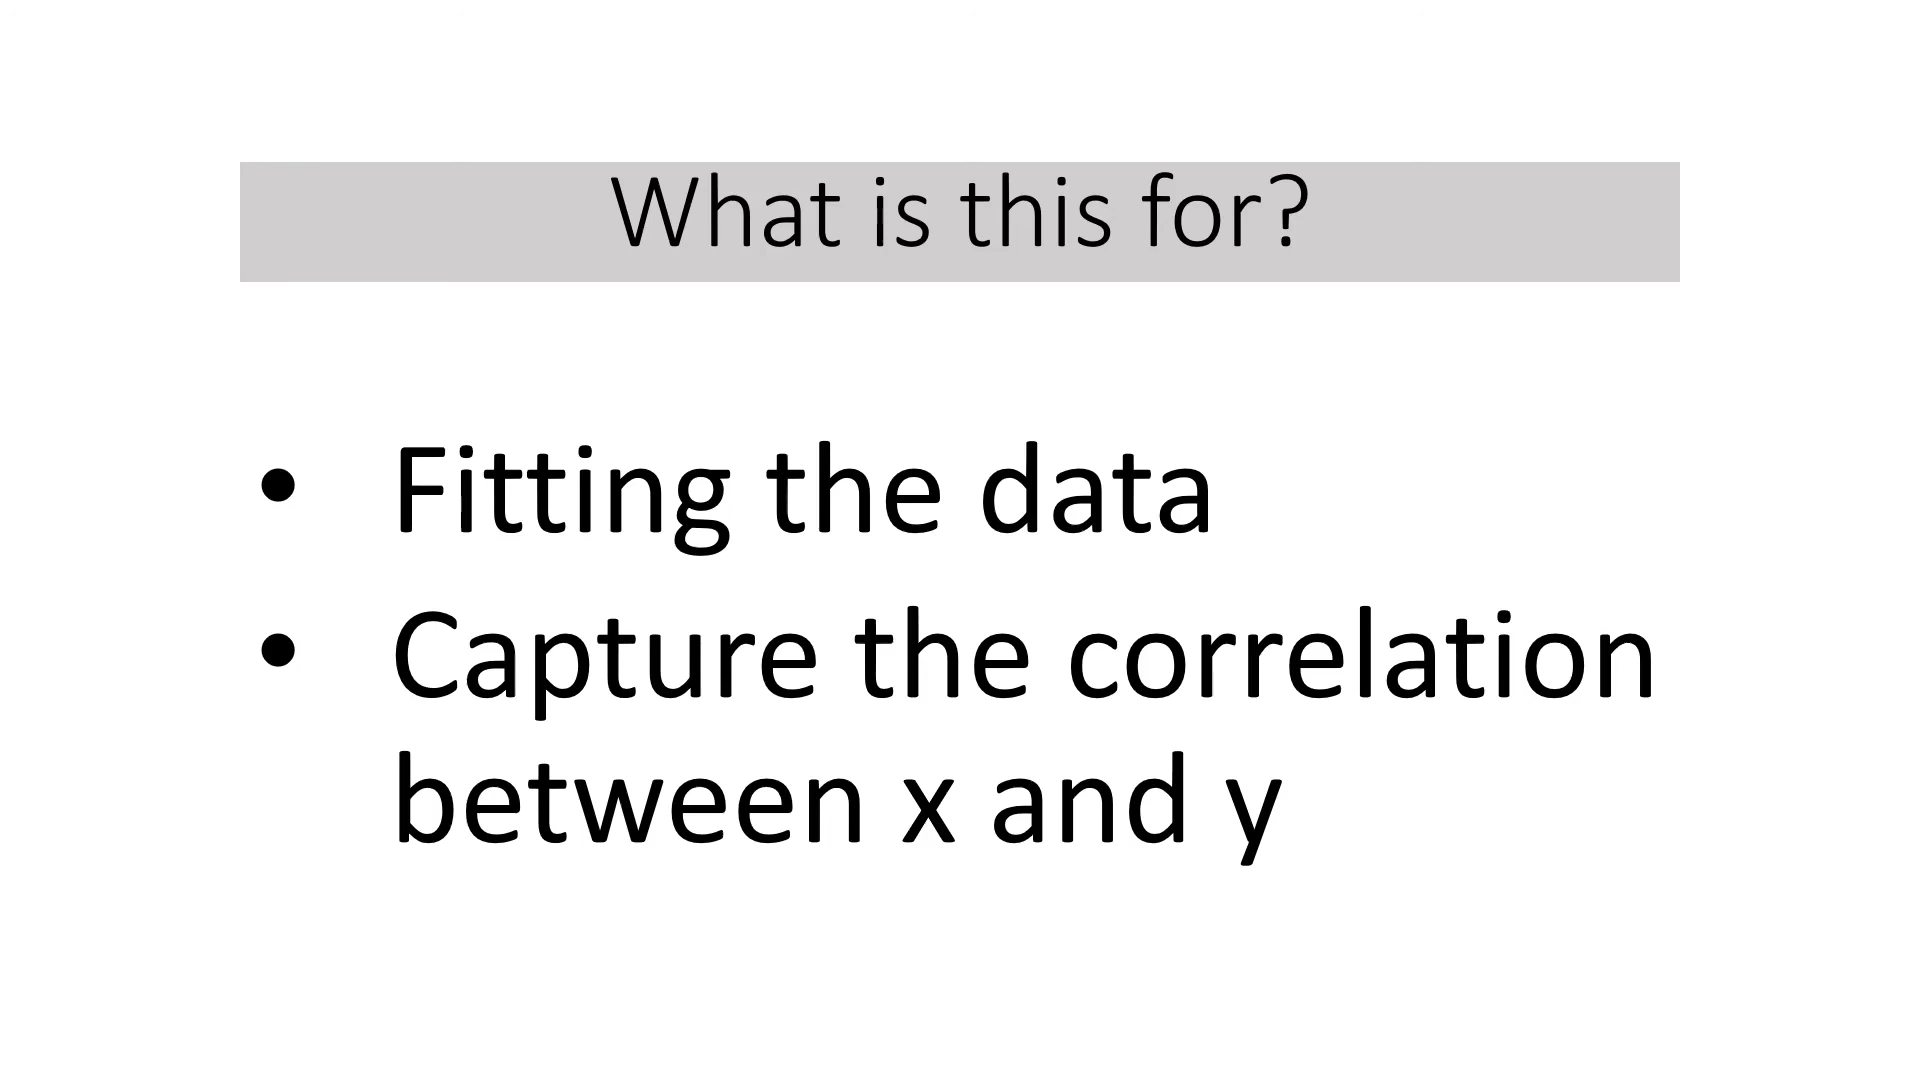 What is this for?
• Fitting the data
• Capture the correlation
between x and y